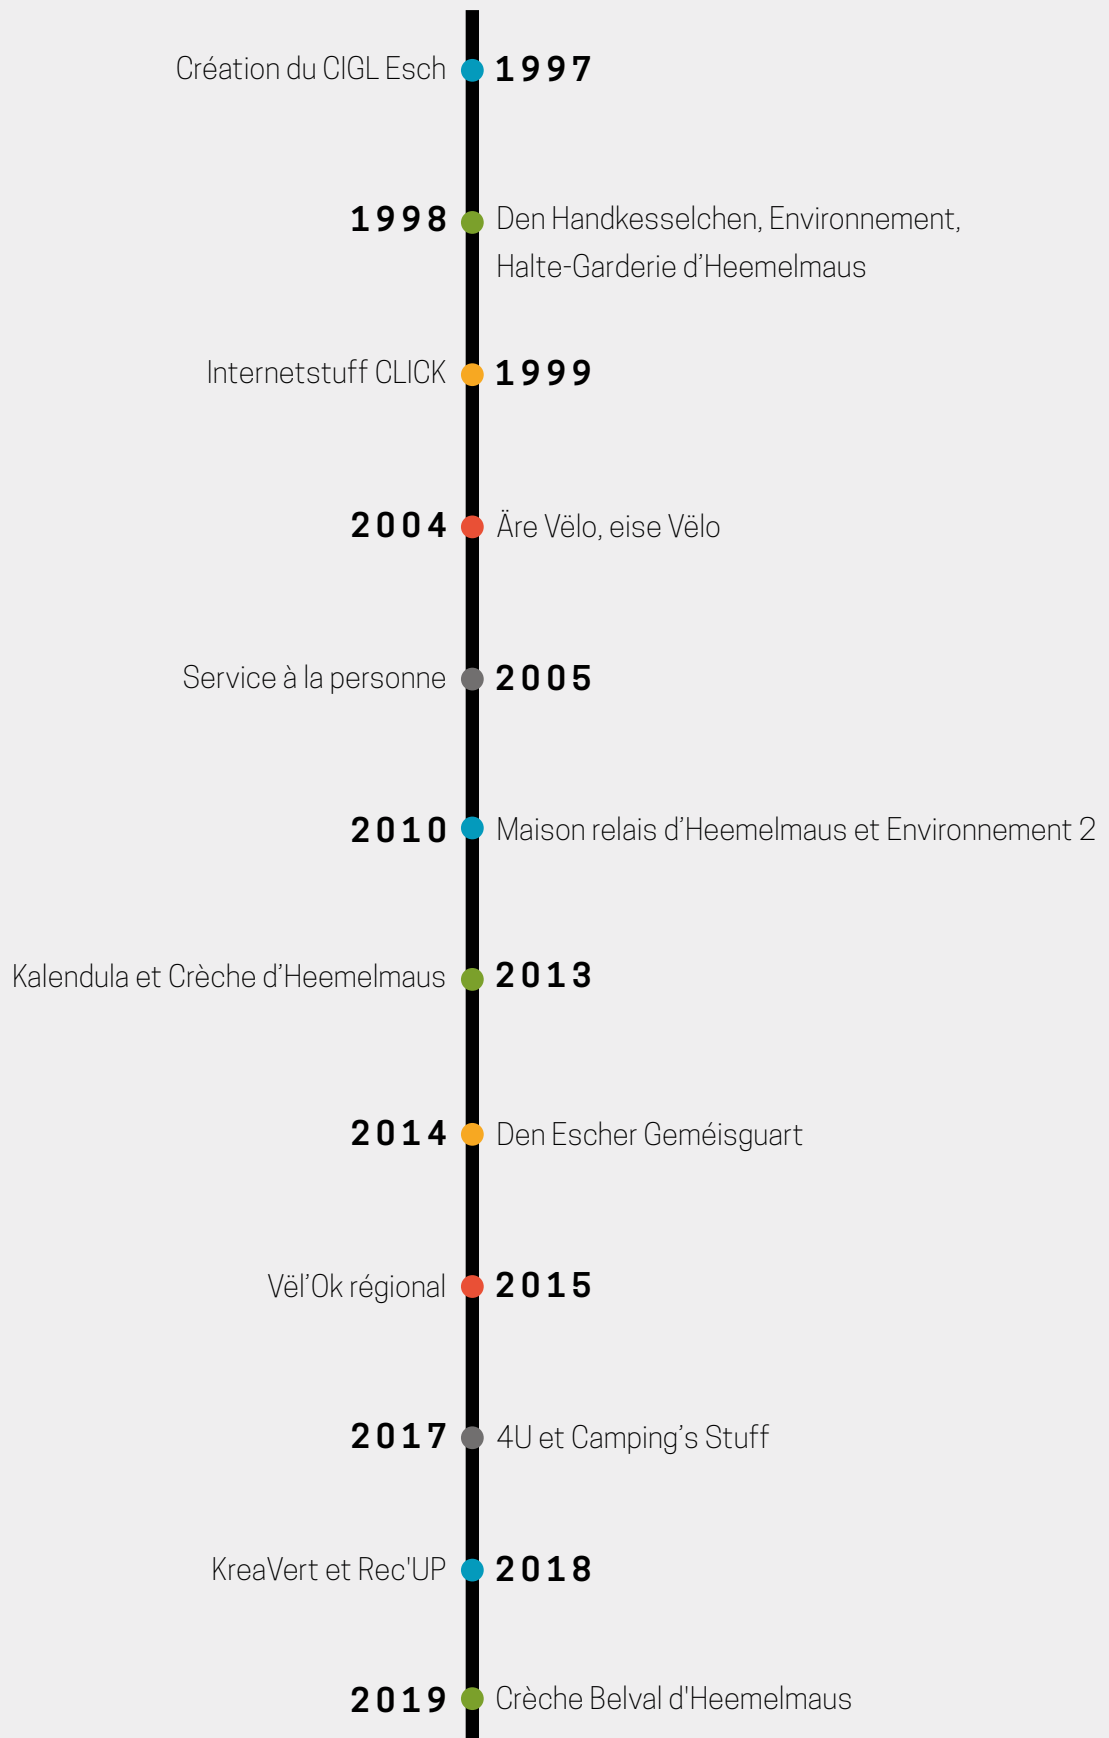 Création du CIGL Esch 1997
1998 Den Handkesselchen, Environnement,
Halte-Garderie d’Heemelmaus
Internetstuff CLICK 1999
2004 Äre Vëlo, eise Vëlo
Service à la personne 2005
2010 Maison relais d’Heemelmaus et Environnement 2
Kalendula et Crèche d’Heemelmaus 2013
2014 Den Escher Geméisguart
Vël’Ok régional 2015
2017 4U et Camping’s Stuff
KreaVert et Rec'UP 2018
2019 Crèche Belval d'Heemelmaus